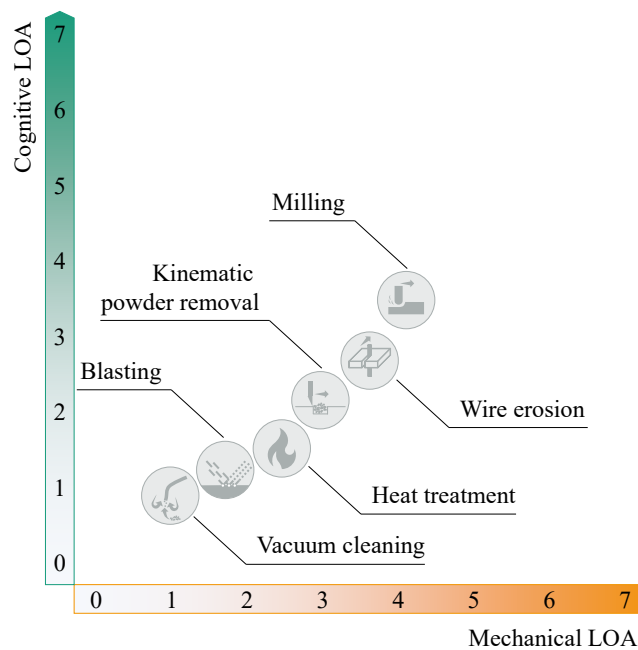 Cognitive LOA
7
6
5
4
3
2
1
0
Milling
Kinematic
powder removal
Blasting
Wire erosion
Heat treatment
Vacuum cleaning
0 1 2 3 4 5 6 7
Mechanical LOA